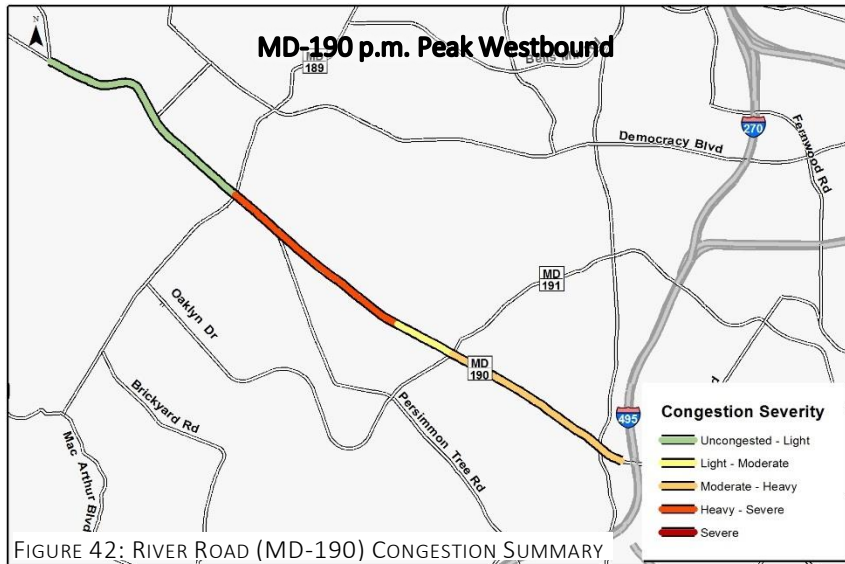 N
MD-190 p.m. Peak Westbound
MD
189
270
Democracy Blvd
Fernwood Rd
MD
191
Oaklyn Dr
MD
190
Brickyard Rd
Persimmon Tree Rd
Mac Arthur Blvd
495
Congestion Severity
Uncongested - Light
Light - Moderate
Moderate - Heavy
Heavy - Severe
Severe
FIGURE 42: RIVER ROAD (MD-190) CONGESTION SUMMARY